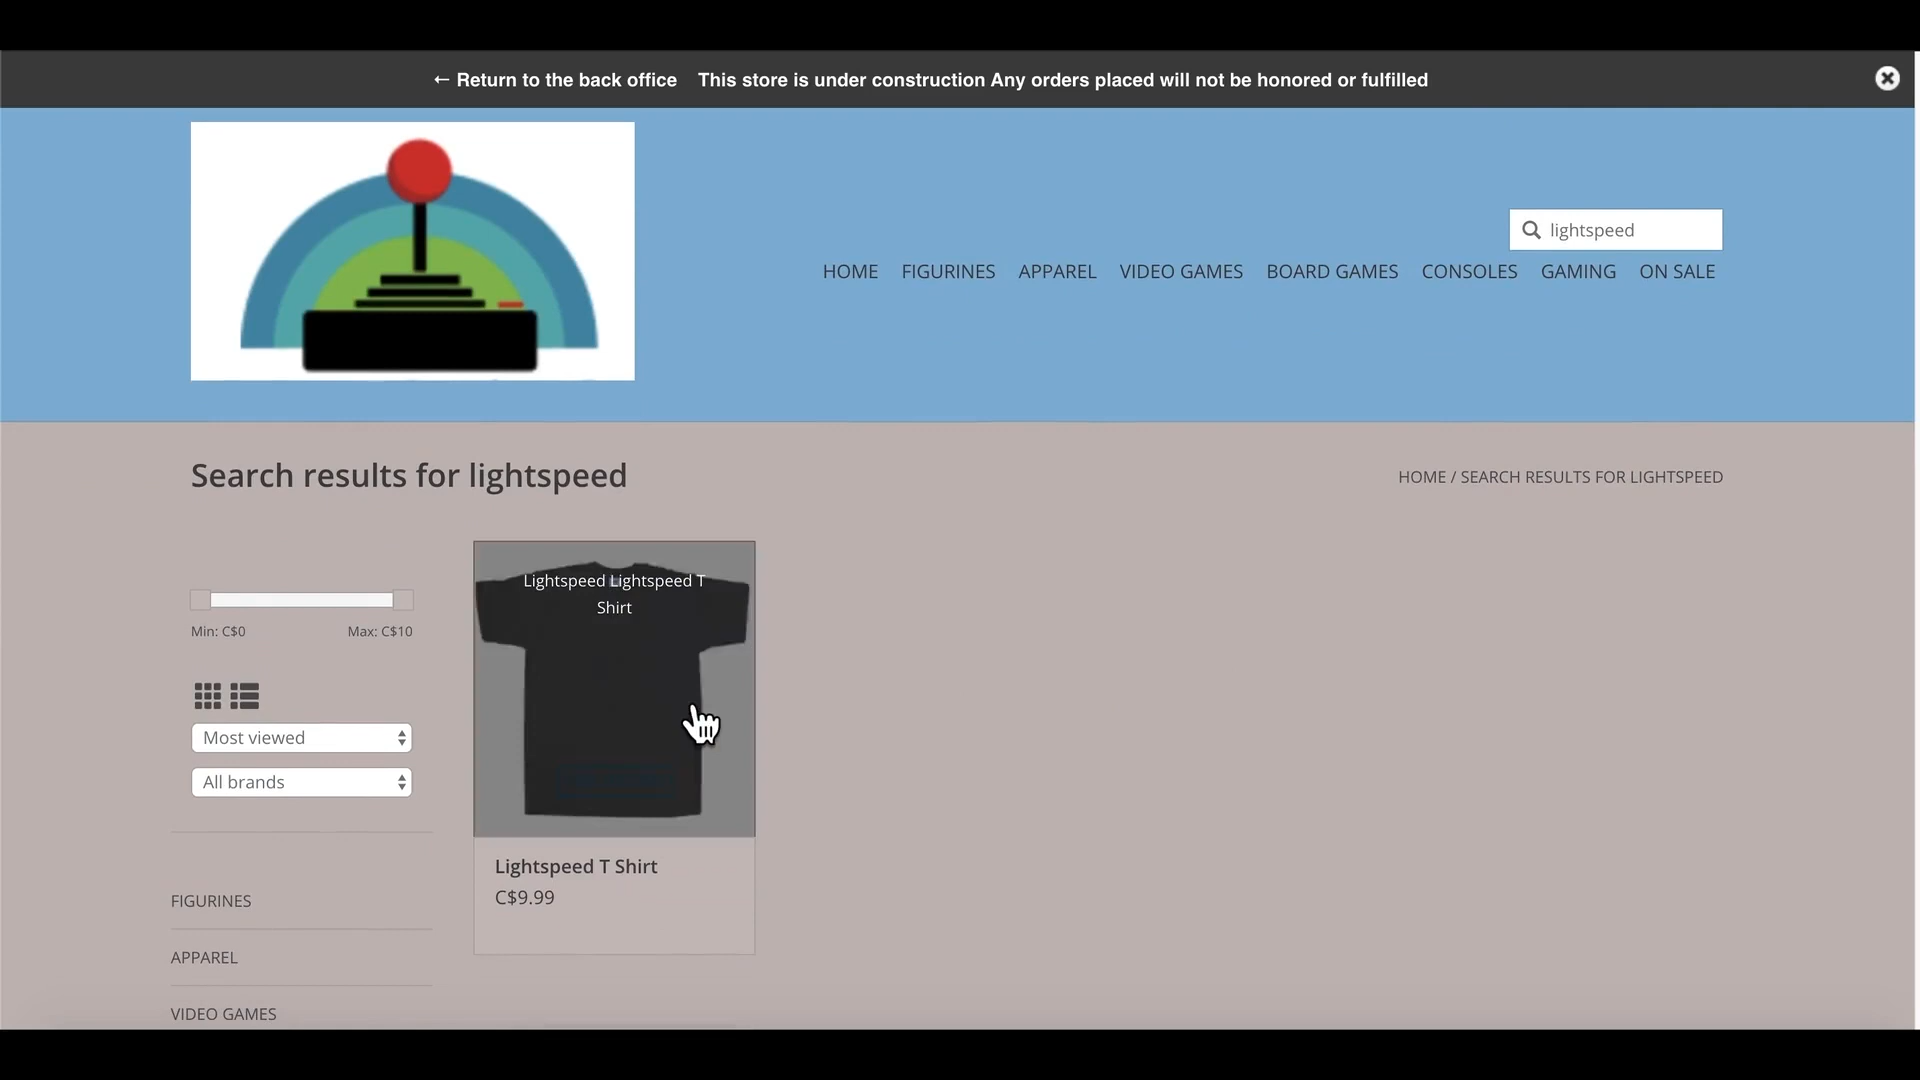 ← Return to the back office This store is under construction Any orders placed will not be honored or fulfilled
lightspeed
HOME FIGURINES APPAREL VIDEO GAMES BOARD GAMES CONSOLES GAMING ON SALE
Search results for lightspeed
HOME / SEARCH RESULTS FOR LIGHTSPEED
Lightspeed Lightspeed T
Shirt
Min: C$0 Max: C$10
Most viewed
All brands
Lightspeed T Shirt
C$9.99
FIGURINES
APPAREL
VIDEO GAMES